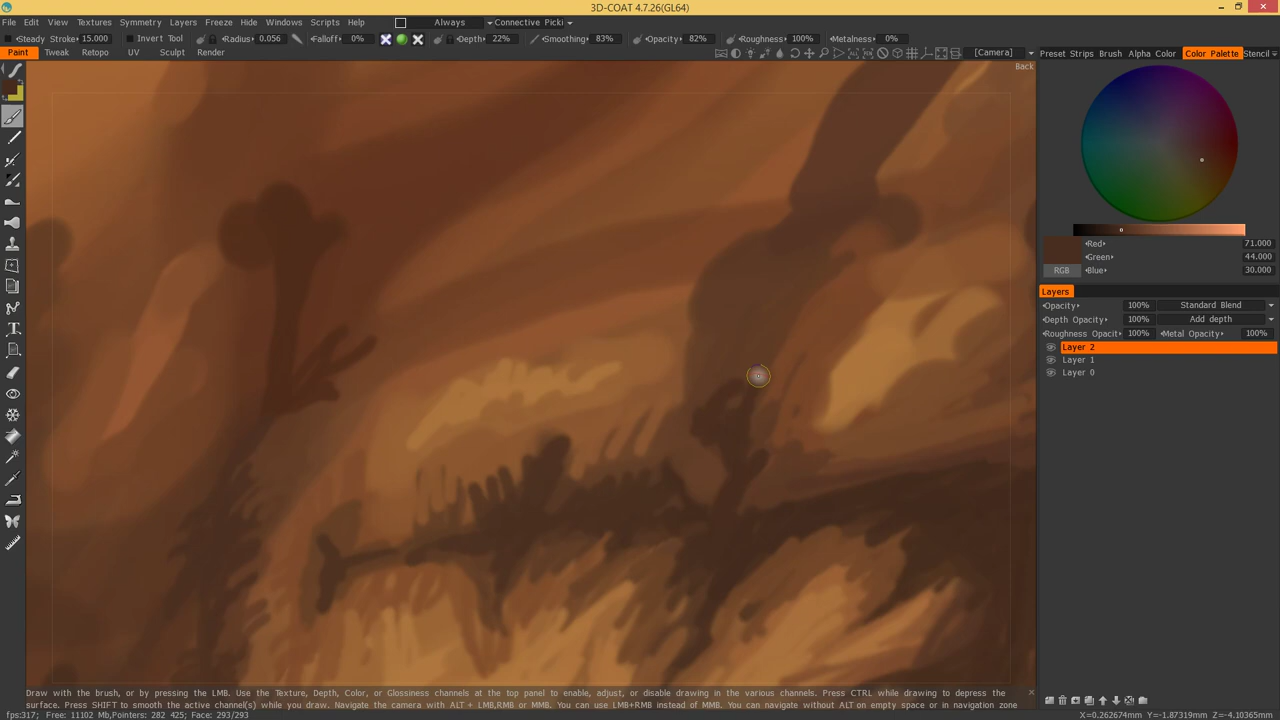 3D-COAT 4.7.26(GL64)
File Edit View Textures Symmetry Layers Freeze Hide Windows Scripts Help Always Connective Picki
Steady Stroke 15.000 Invert Tool Radius 0.056 Falloff 0% Depth 22% Smoothing 83% Opacity 82% Roughness 100% Metalness 0%
Paint Tweak Retopo UV Sculpt Render [Camera] Preset Strips Brush Alpha Color Color Palette Stencil
Back
Red 71.000
Green 44.000
RGB Blue 30.000
Layers
Opacity 100% Standard Blend
Depth Opacity 100% Add depth
Roughness Opacit 100% Metal Opacity 100%
Layer 2
Layer 1
Layer 0
Draw with the brush, or by pressing the LMB. Use the Texture, Depth, Color, or Glossiness channels at the top panel to enable, adjust, or disable drawing in the various channels. Press CTRL while drawing to depress the
surface. Press SHIFT to smooth the active channel(s) while you draw. Navigate the camera with ALT + LMB,RMB or MMB. You can use LMB+RMB instead of MMB. You can navigate without ALT on empty space or in navigation zone
fps:317; Free: 11102 Mb,Pointers: 282 425; Face: 293/293 X=0.262674mm Y=-1.87319mm Z=-4.10365mm